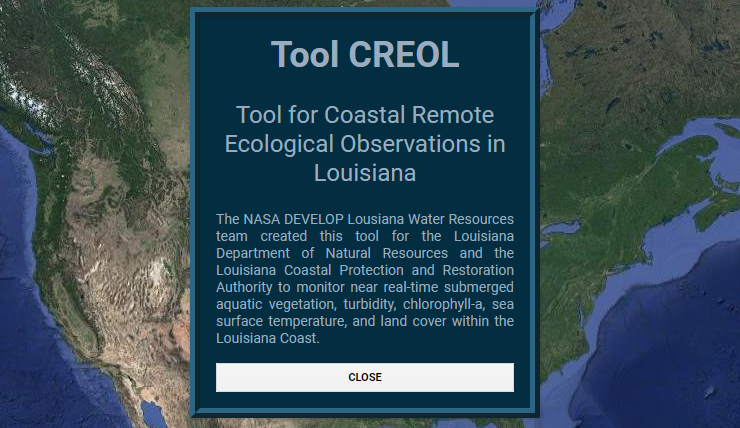 Tool CREOL
Tool for Coastal Remote
Ecological Observations in
Louisiana
The NASA DEVELOP Lousiana Water Resources
team created this tool for the Louisiana
Department of Natural Resources and the
Louisiana Coastal Protection and Restoration
Authority to monitor near real-time submerged
aquatic vegetation, turbidity, chlorophyll-a, sea
surface temperature, and land cover within the
Louisiana Coast.
CLOSE